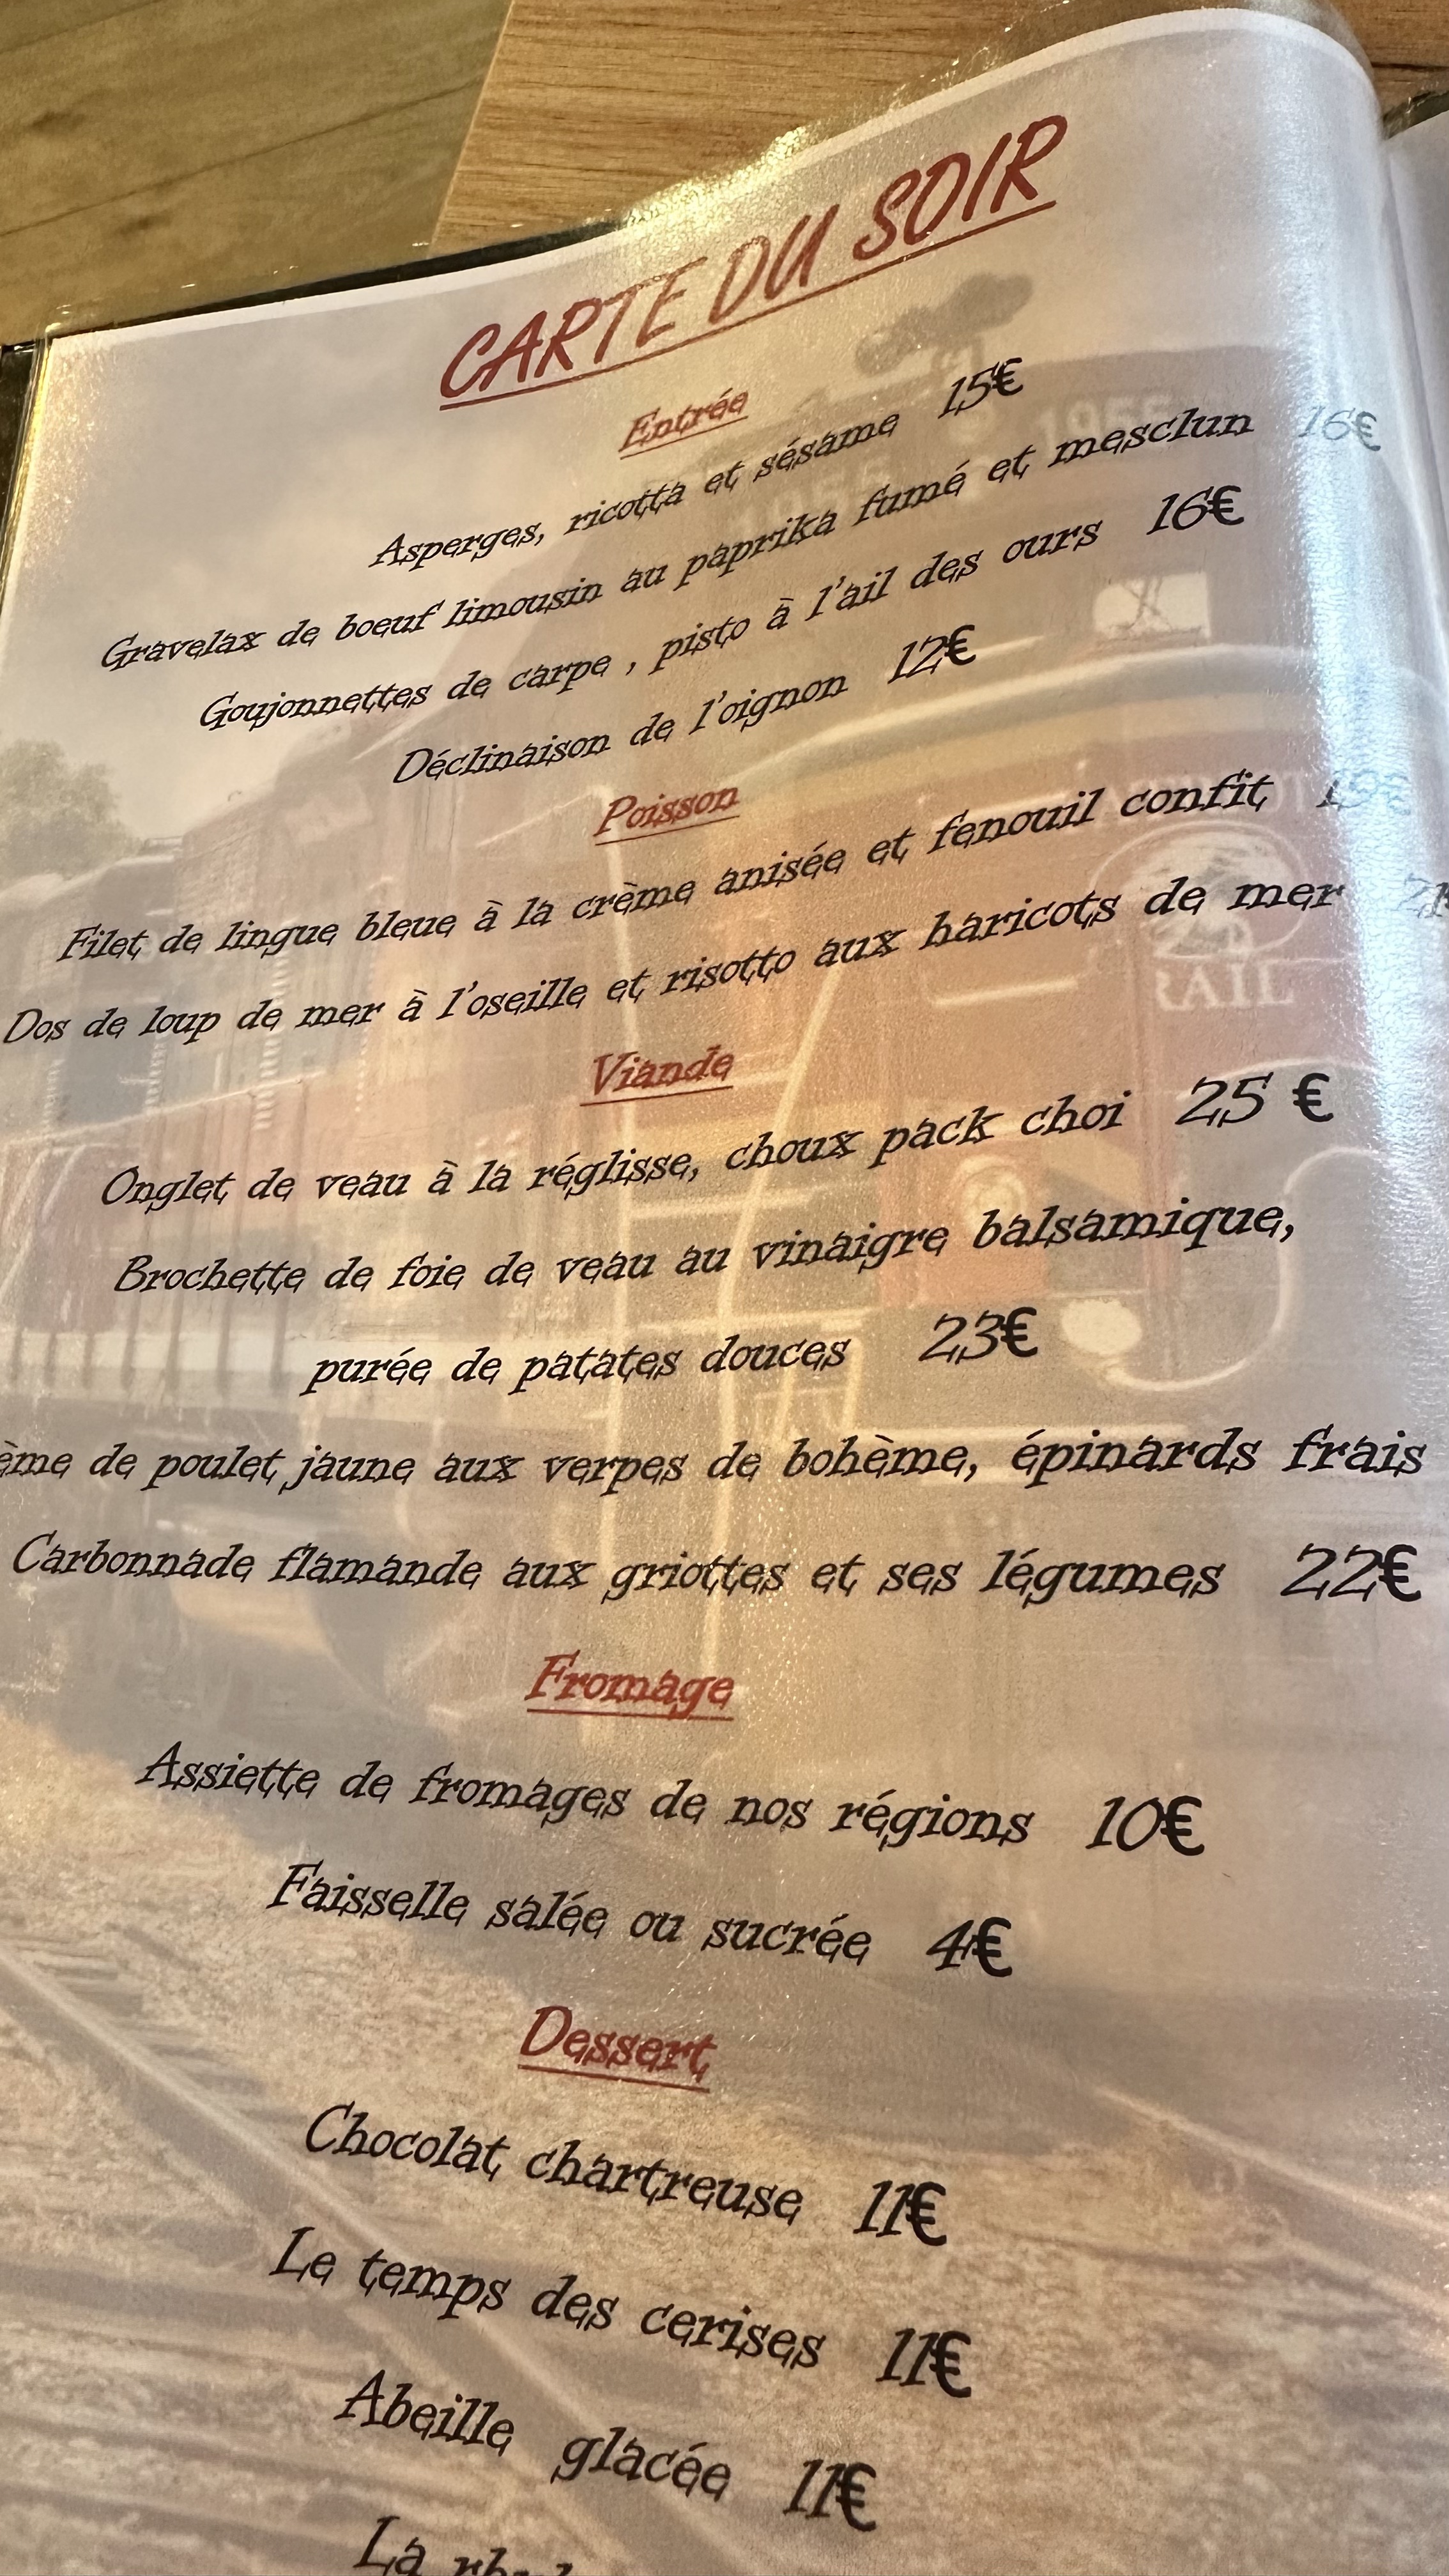 CARTE DU SOIR
Entrée
Asperges, ricotta et sésame 15€
Gravelax de boeuf limousin au paprika fumé et mesclun 16€
Goujonnettes de carpe , pisto à l'ail des ours 16€
Déclinaison de l'oignon 12€
Poisson
Filet de lingue bleue à la crème anisée et fenouil confit
Dos de loup de mer à l'oseille et risotto aux haricots de mer
RAIL
Viande
Onglet de veau à la réglisse, choux pack choi 25 €
Brochette de foie de veau au vinaigre balsamique,
purée de patates douces 23€
de poulet jaune aux verpes de bohème, épinards frais
Carbonnade flamande aux griottes et ses légumes 22€
Fromage
Assiette de fromages de nos régions 10€
Faisselle salée ou sucrée 4€
Dessert
Chocolat chartreuse 11€
Le temps des cerises 11€
Abeille glacée 11€
La